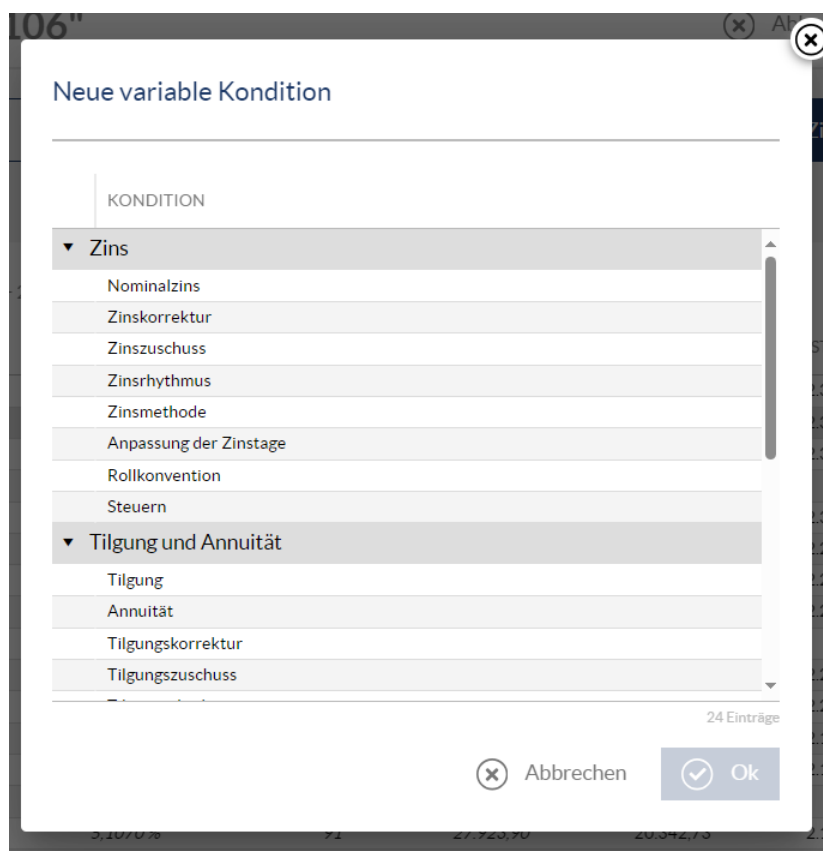 106"
Neue variable Kondition
KONDITION
Zins
Nominalzins
Zinskorrektur
Zinszuschuss
Zinsrhythmus
Zinsmethode
Anpassung der Zinstage
Rollkonvention
Steuern
Tilgung und Annuität
Tilgung
Annuität
Tilgungskorrektur
Tilgungszuschuss
24 Einträge
Abbrechen
Ok